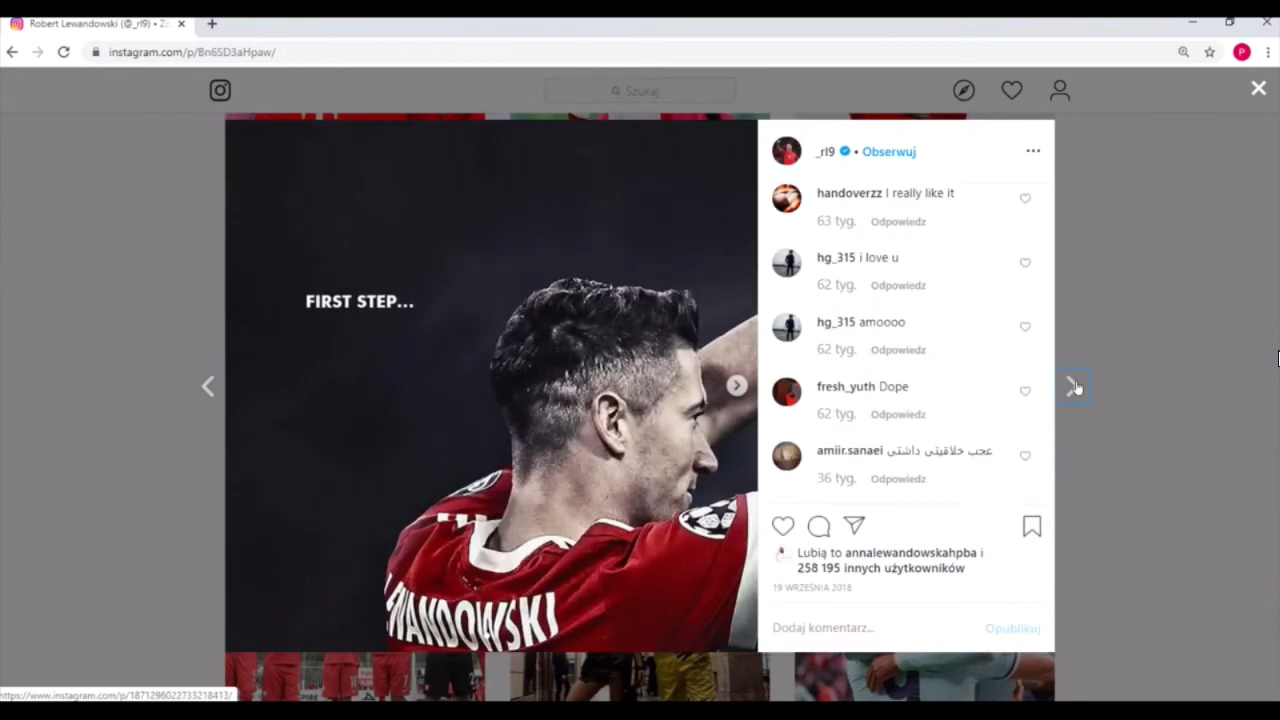 Robert Lewandowski (@_rl9) •
instagram.com/p/Bn6SD3aHpaw/
P
Szukaj
_rl9 • Obserwuj
handoverzz I really like it
63 tyg. Odpowiedz
hg_315 i love u
62 tyg. Odpowiedz
hg_315 amoooo
62 tyg. Odpowiedz
fresh_yuth Dope
62 tyg. Odpowiedz
amiir.sanaei عجب خلاقیتی داشتی
36 tyg. Odpowiedz
FIRST STEP...
WANDOWSKI
Lubią to annalewandowskahpba i
258 195 innych użytkowników
19 WRZEŚNIA 2018
Dodaj komentarz... Opublikuj
https://www.instagram.com/p/1871296022733218413/